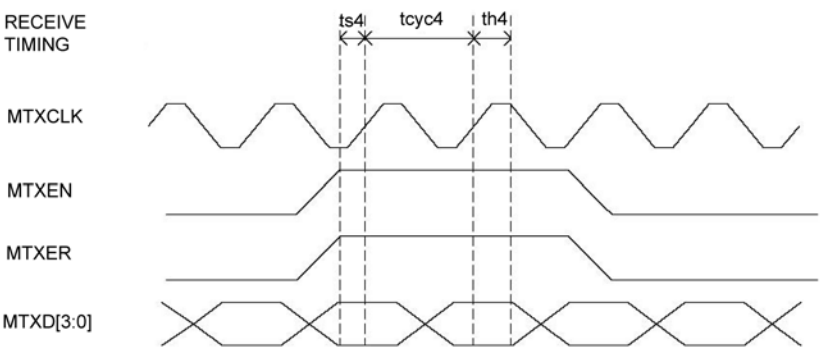 RECEIVE
TIMING
ts4 tcyc4 th4
MTXCLK
MTXEN
MTXER
MTXD[3:0]